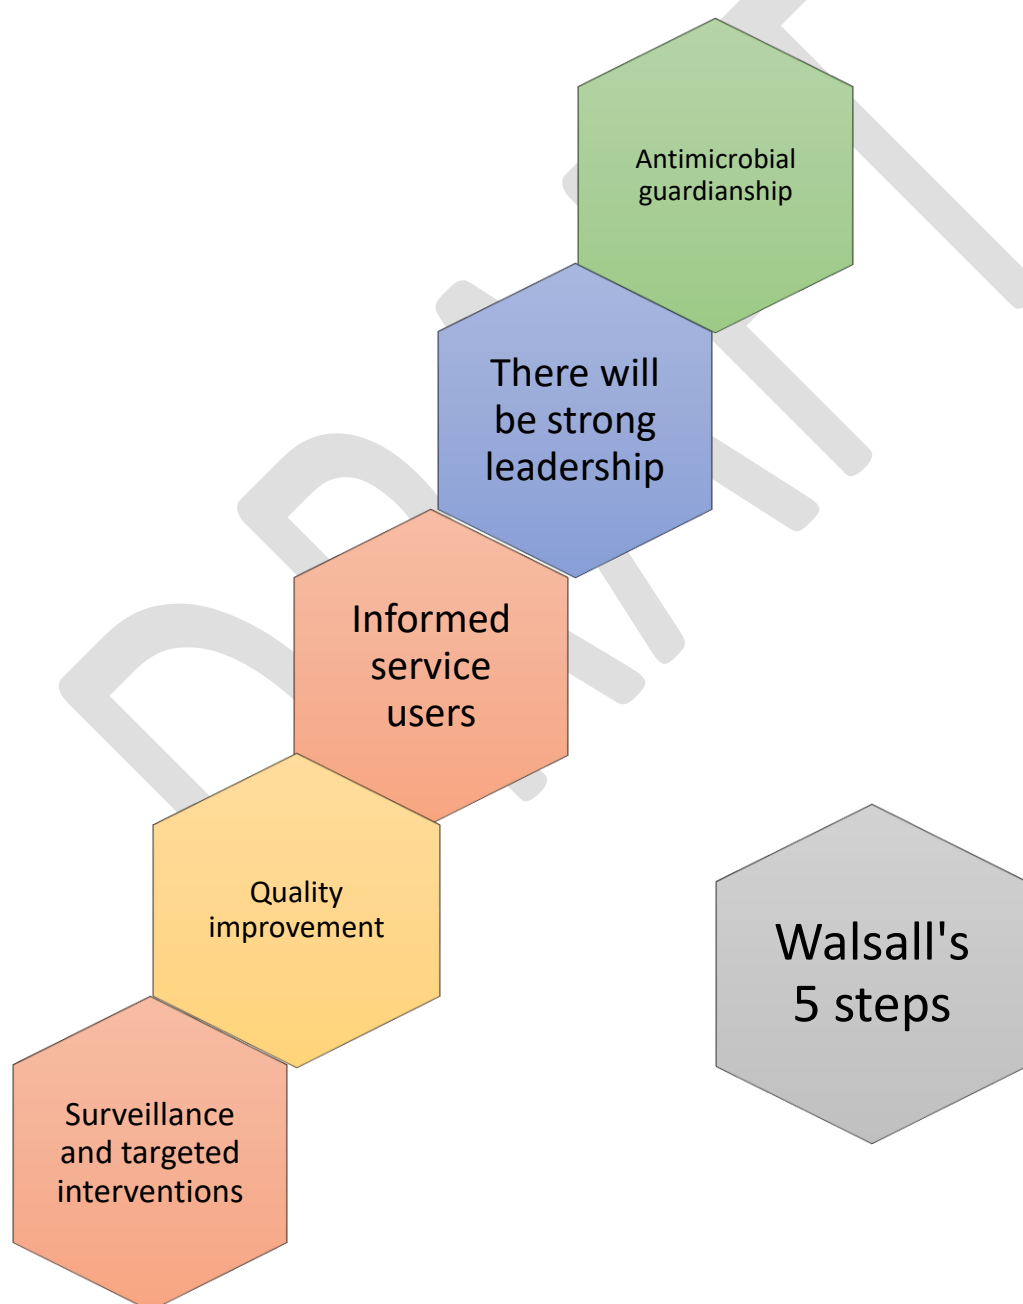 Antimicrobial
guardianship
There will
be strong
leadership
Informed
service
users
Quality
improvement
Walsall's
5 steps
Surveillance
and targeted
interventions
DRAFT